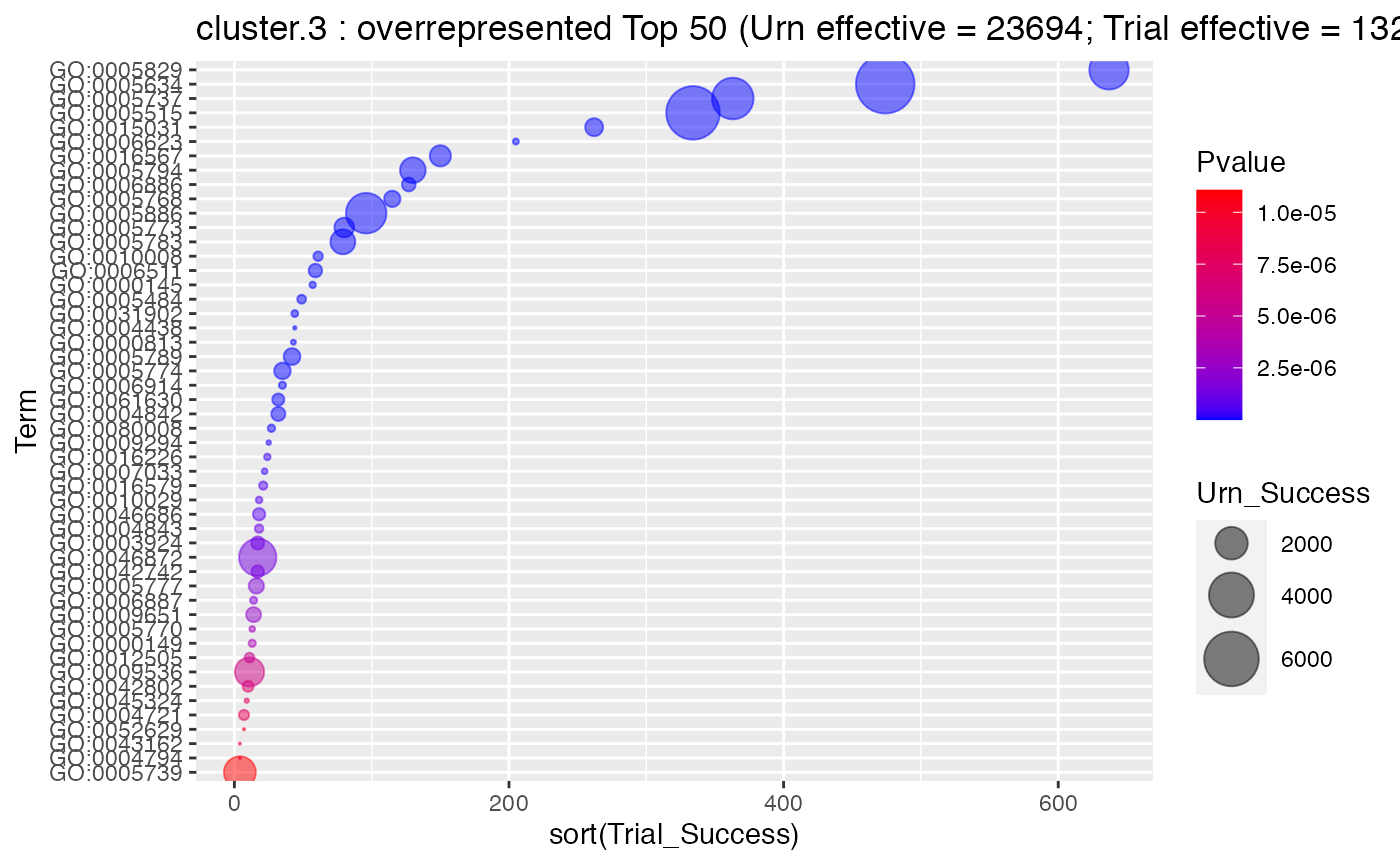 cluster.3 : overrepresented Top 50 (Urn effective = 23694; Trial effective = 132
GO:0005829
GO:0005634
GO:0005737
GO:0005515
GO:0015031
GO:0006623
GO:0016567
GO:0005794
GO:0006886
GO:0005768
GO:0005886
GO:0005773
GO:0005783
GO:0010008
GO:0006511
GO:0000145
GO:0005484
GO:0031902
GO:0004438
GO:0000813
GO:0005789
GO:0005774
GO:0006914
GO:0061630
GO:0004842
GO:0080008
GO:0009294
GO:0016226
GO:0007033
GO:0016579
GO:0010029
GO:0046686
GO:0004843
GO:0003924
GO:0046872
GO:0042742
GO:0005777
GO:0006887
GO:0009651
GO:0005770
GO:0000149
GO:0012505
GO:0009536
GO:0042802
GO:0045324
GO:0004721
GO:0052629
GO:0043162
GO:0004794
GO:0005739
Term
0 200 400 600
sort(Trial_Success)
Pvalue
1.0e-05
7.5e-06
5.0e-06
2.5e-06
Urn_Success
2000
4000
6000